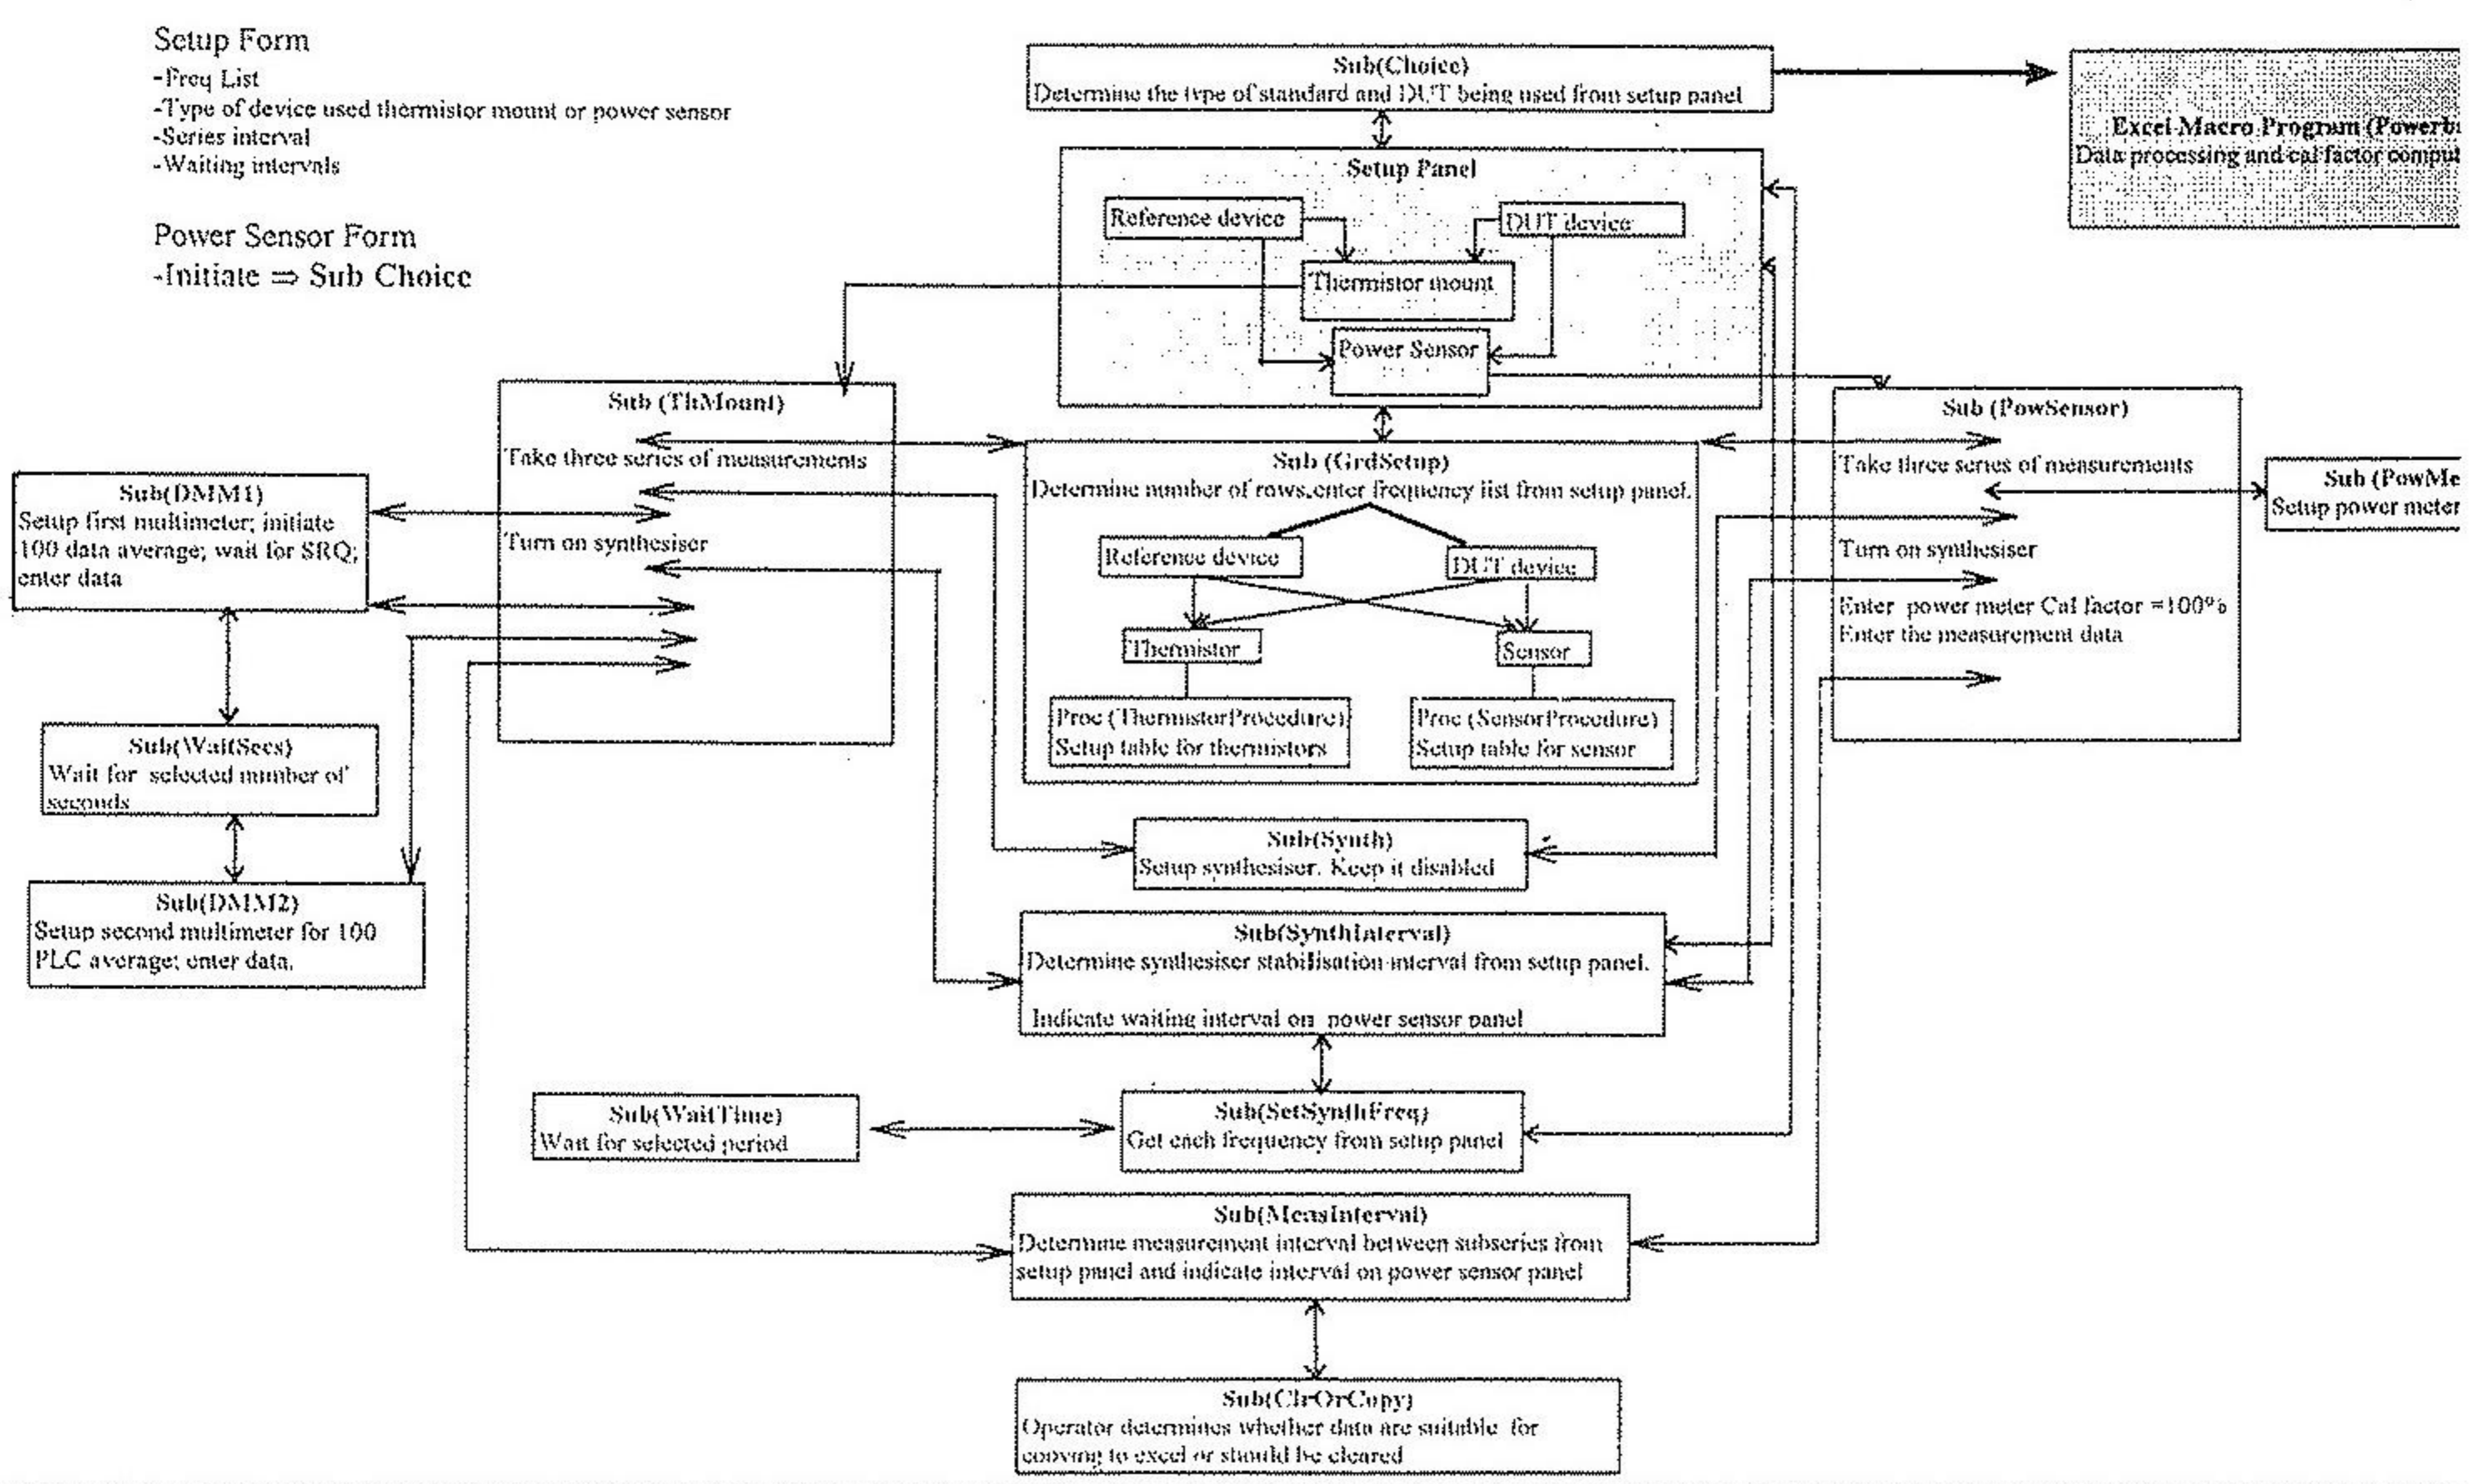 Setup Form
-Freq List
-Type of device used thermistor mount or power sensor
-Series interval
-Waiting intervals
Power Sensor Form
-Initiate ⇒ Sub Choice
Sub(Choice)
Determine the type of standard and DUT being used from setup panel
Excel Macro Program (Powerb
Data processing and cal factor comput
Setup Panel
Reference device
DUT device
Thermistor mount
Power Sensor
Sub (ThMount)
Take three series of measurements
Turn on synthesiser
Sub (GrdSetup)
Determine number of rows,enter frequency list from setup panel.
Reference device
DUT device
Thermistor
Sensor
Proc (ThermistorProcedure)
Setup table for thermistors
Proc (SensorProcedure)
Setup table for sensor
Sub (PowSensor)
Take three series of measurements
Turn on synthesiser
Enter power meter Cal factor =100%
Enter the measurement data
Sub (PowMe
Setup power meter
Sub(DMM1)
Setup first multimeter; initiate
100 data average; wait for SRQ;
enter data
Sub(WaitSecs)
Wait for selected number of
seconds
Sub(DMM2)
Setup second multimeter for 100
PLC average; enter data.
Sub(Synth)
Setup synthesiser. Keep it disabled
Sub(SynthInterval)
Determine synthesiser stabilisation interval from setup panel.
Indicate waiting interval on power sensor panel
Sub(WaitTime)
Wait for selected period
Sub(SetSynthFreq)
Get each frequency from setup panel
Sub(MeasInterval)
Determine measurement interval between subseries from
setup panel and indicate interval on power sensor panel
Sub(ClrOrCopy)
Operator determines whether data are suitable for
copying to excel or should be cleared